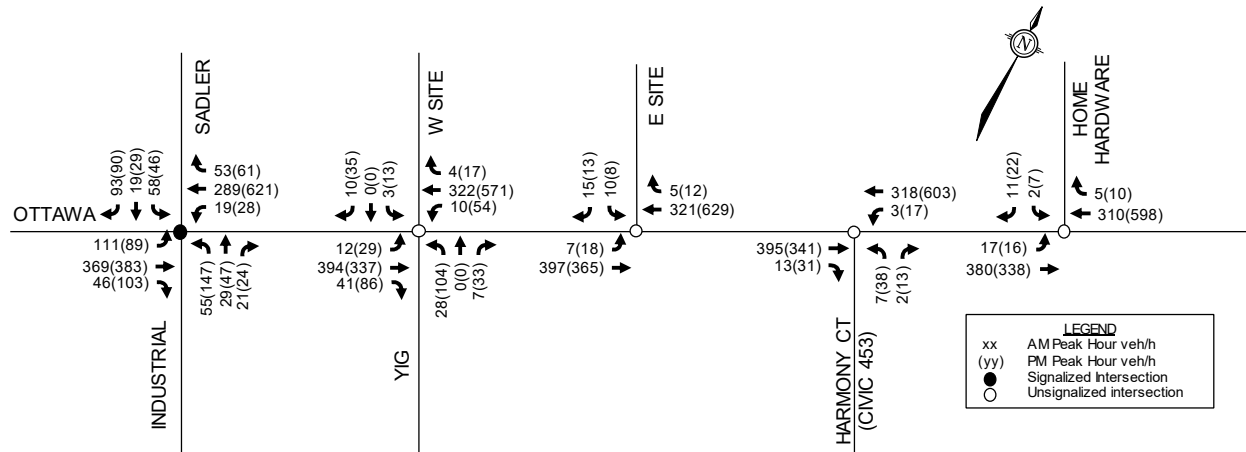 N
SADLER
W SITE
E SITE
HOME
HARDWARE
93(90)
19(29)
58(46)
53(61)
289(621)
19(28)
10(35)
0(0)
3(13)
4(17)
322(571)
10(54)
15(13)
10(8)
5(12)
321(629)
318(603)
3(17)
11(22)
2(7)
5(10)
310(598)
OTTAWA
111(89)
369(383)
46(103)
55(147)
29(47)
21(24)
12(29)
394(337)
41(86)
28(104)
0(0)
7(33)
7(18)
397(365)
395(341)
13(31)
7(38)
2(13)
17(16)
380(338)
INDUSTRIAL
YIG
HARMONY CT
(CIVIC 453)
LEGEND
xx AM Peak Hour veh/h
(yy) PM Peak Hour veh/h
Signalized Intersection
Unsignalized intersection